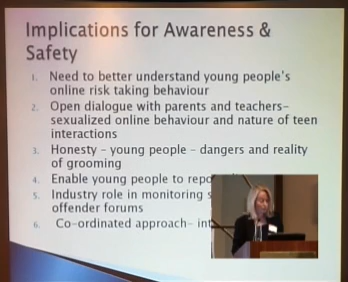 Implications for Awareness &
Safety
1. Need to better understand young people's
online risk taking behaviour
2. Open dialogue with parents and teachers-
sexualized online behaviour and nature of teen
interactions
3. Honesty - young people - dangers and reality
of grooming
4. Enable young people to
5. Industry role in monitoring
offender forums
6. Co-ordinated approach-